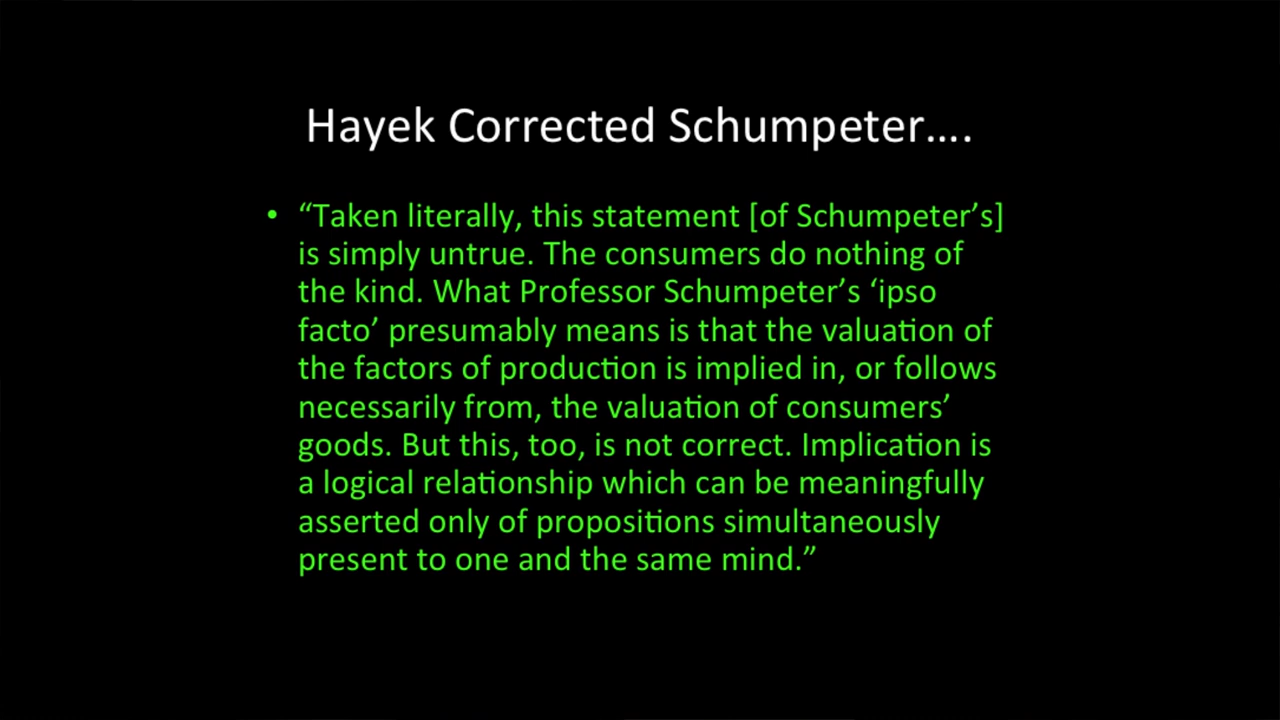 Hayek Corrected Schumpeter….
• “Taken literally, this statement [of Schumpeter’s]
is simply untrue. The consumers do nothing of
the kind. What Professor Schumpeter’s ‘ipso
facto’ presumably means is that the valuation of
the factors of production is implied in, or follows
necessarily from, the valuation of consumers’
goods. But this, too, is not correct. Implication is
a logical relationship which can be meaningfully
asserted only of propositions simultaneously
present to one and the same mind.”